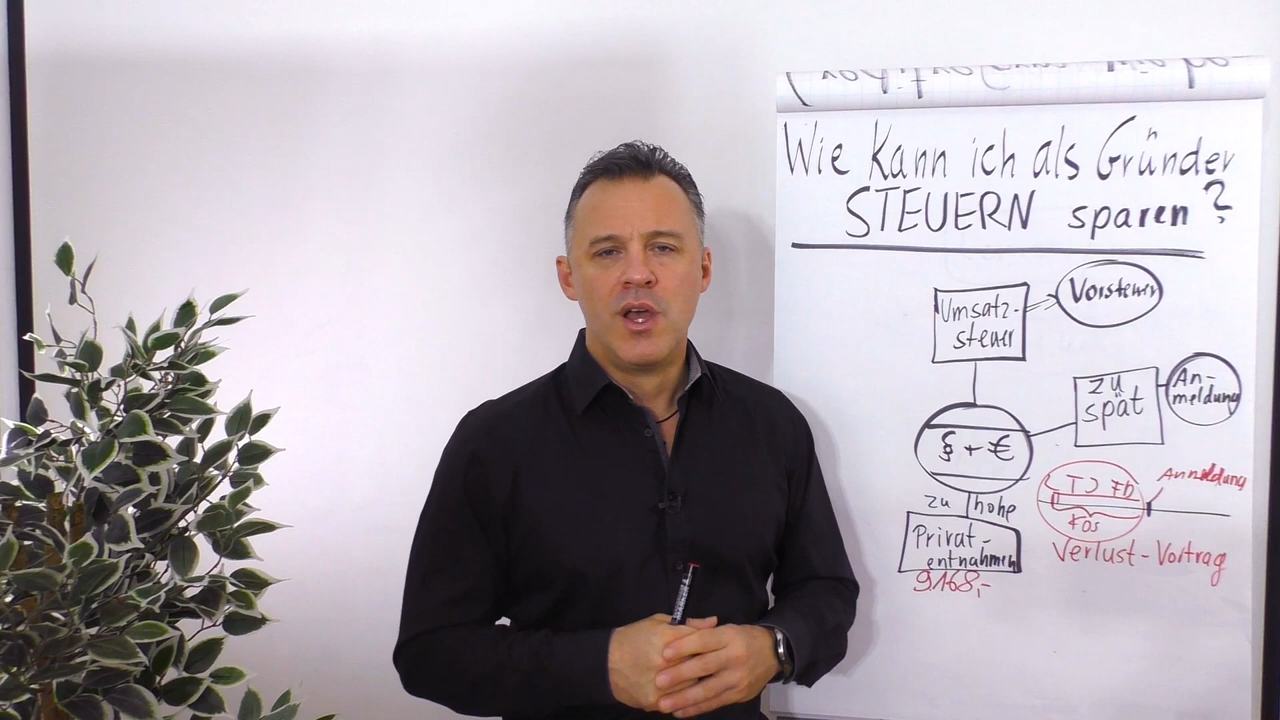 Wie kann ich als Gründer
STEUERN sparen?
Umsatz-
steuer
Vorsteuer
zu
spät
An-
meldung
§ + €
zu hohe
Privat-
entnahmen
9.168,-
Anmeldung
Verlust-Vortrag